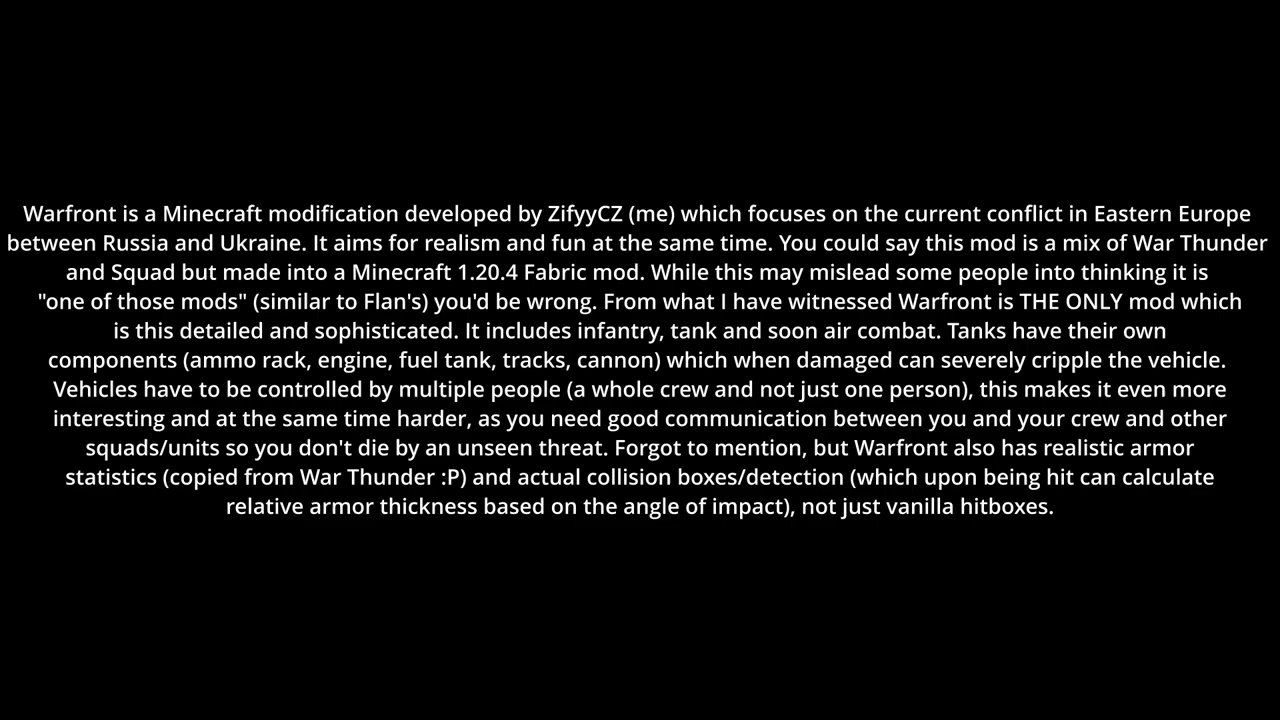 Warfront is a Minecraft modification developed by ZifyyCZ (me) which focuses on the current conflict in Eastern Europe
between Russia and Ukraine. It aims for realism and fun at the same time. You could say this mod is a mix of War Thunder
and Squad but made into a Minecraft 1.20.4 Fabric mod. While this may mislead some people into thinking it is
"one of those mods" (similar to Flan's) you'd be wrong. From what I have witnessed Warfront is THE ONLY mod which
is this detailed and sophisticated. It includes infantry, tank and soon air combat. Tanks have their own
components (ammo rack, engine, fuel tank, tracks, cannon) which when damaged can severely cripple the vehicle.
Vehicles have to be controlled by multiple people (a whole crew and not just one person), this makes it even more
interesting and at the same time harder, as you need good communication between you and your crew and other
squads/units so you don't die by an unseen threat. Forgot to mention, but Warfront also has realistic armor
statistics (copied from War Thunder :P) and actual collision boxes/detection (which upon being hit can calculate
relative armor thickness based on the angle of impact), not just vanilla hitboxes.